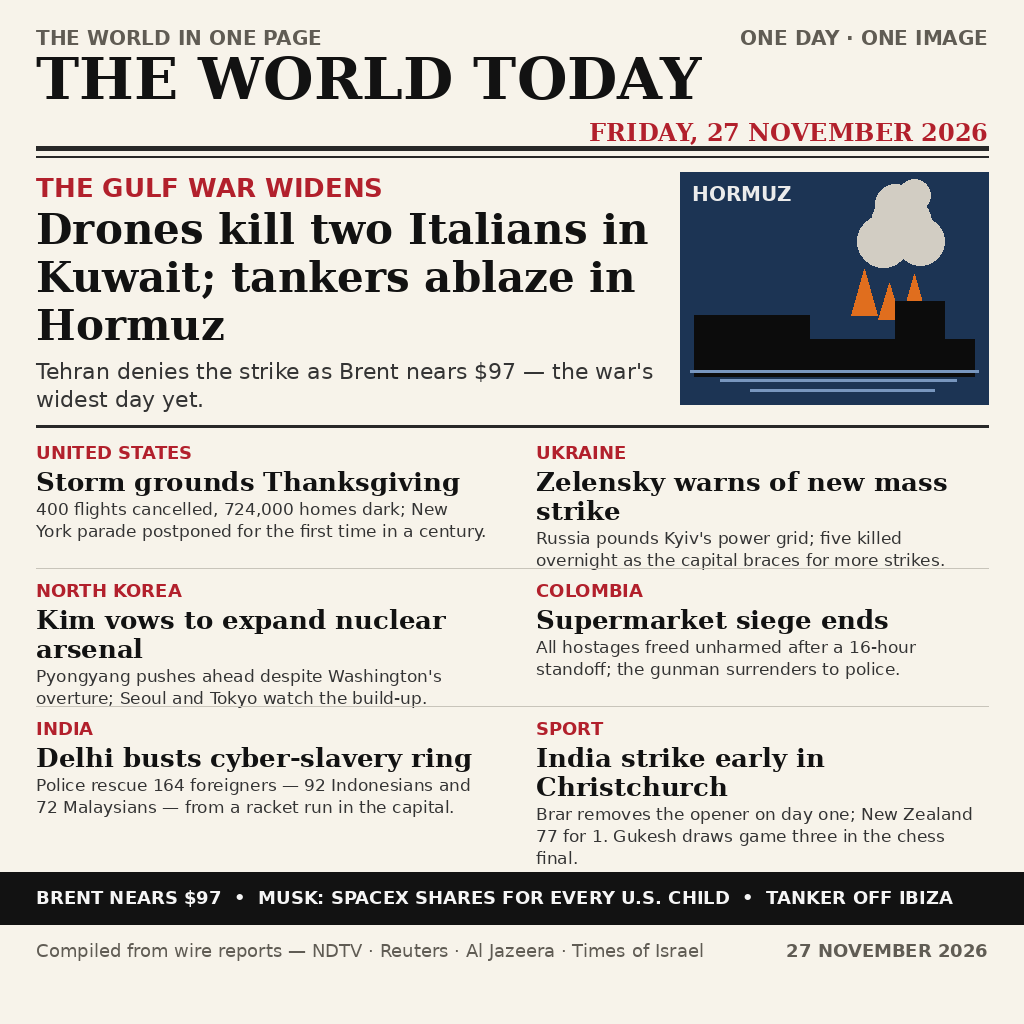 THE WORLD IN ONE PAGE
ONE DAY · ONE IMAGE
THE WORLD TODAY
FRIDAY, 27 NOVEMBER 2026
THE GULF WAR WIDENS
Drones kill two Italians in
Kuwait; tankers ablaze in
Hormuz
Tehran denies the strike as Brent nears $97 — the war's
widest day yet.
HORMUZ
UNITED STATES
Storm grounds Thanksgiving
400 flights cancelled, 724,000 homes dark; New
York parade postponed for the first time in a century.
UKRAINE
Zelensky warns of new mass
strike
Russia pounds Kyiv's power grid; five killed
overnight as the capital braces for more strikes.
NORTH KOREA
Kim vows to expand nuclear
arsenal
Pyongyang pushes ahead despite Washington's
overture; Seoul and Tokyo watch the build-up.
COLOMBIA
Supermarket siege ends
All hostages freed unharmed after a 16-hour
standoff; the gunman surrenders to police.
INDIA
Delhi busts cyber-slavery ring
Police rescue 164 foreigners — 92 Indonesians and
72 Malaysians — from a racket run in the capital.
SPORT
India strike early in
Christchurch
Brar removes the opener on day one; New Zealand
77 for 1. Gukesh draws game three in the chess
final.
BRENT NEARS $97 • MUSK: SPACEX SHARES FOR EVERY U.S. CHILD • TANKER OFF IBIZA
Compiled from wire reports — NDTV · Reuters · Al Jazeera · Times of Israel
27 NOVEMBER 2026